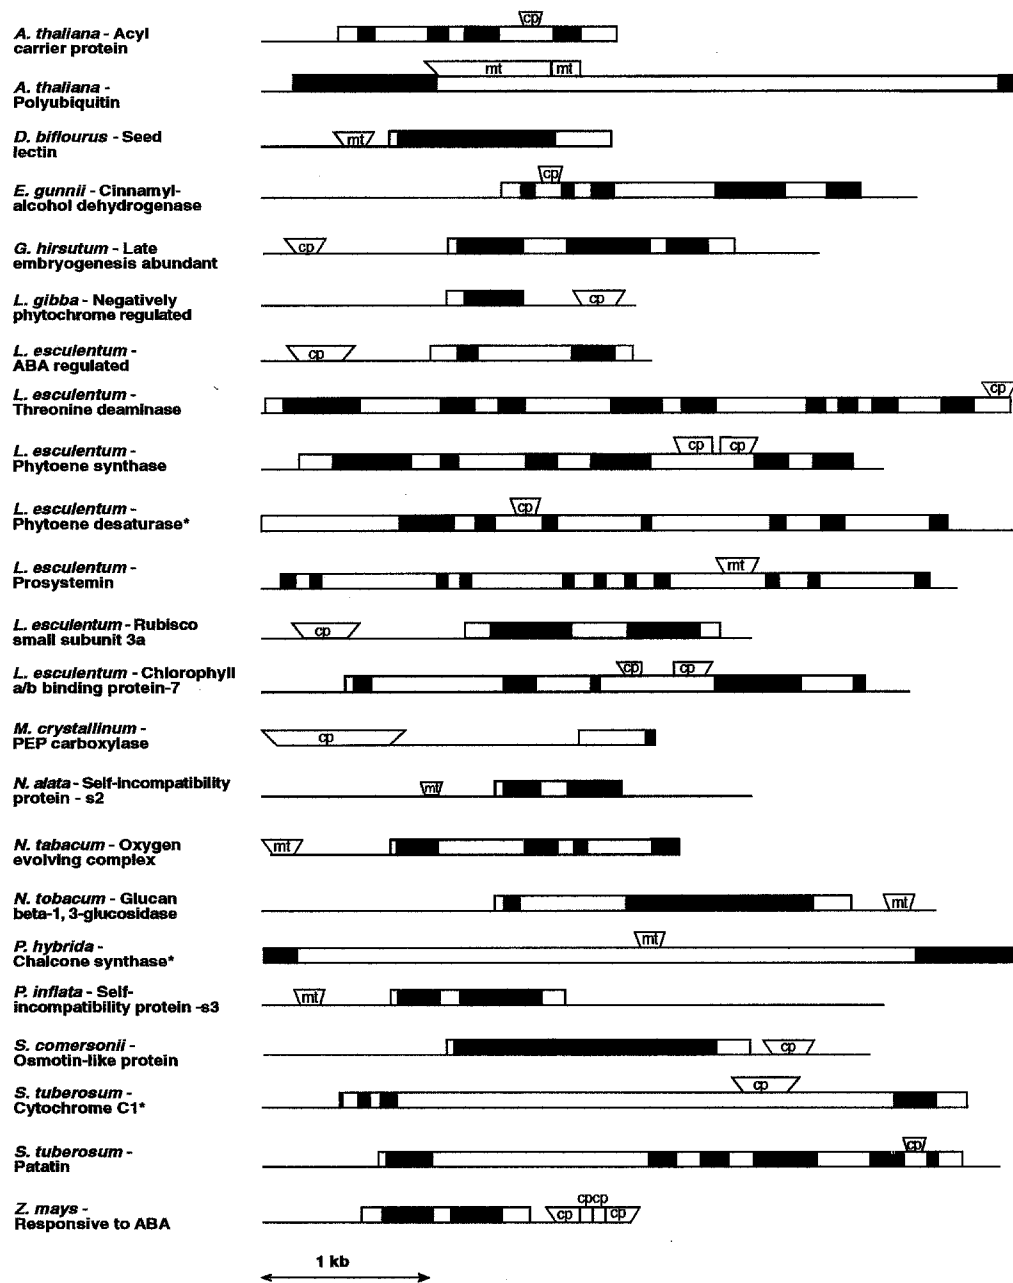 A. thaliana - Acyl
carrier protein
cp
A. thaliana -
Polyubiquitin
mt mt
D. biflourus - Seed
lectin
mt
E. gunnii - Cinnamyl-
alcohol dehydrogenase
cp
G. hirsutum - Late
embryogenesis abundant
cp
L. gibba - Negatively
phytochrome regulated
cp
L. esculentum -
ABA regulated
cp
L. esculentum -
Threonine deaminase
cp
L. esculentum -
Phytoene synthase
cp cp
L. esculentum -
Phytoene desaturase*
cp
L. esculentum -
Prosystemin
mt
L. esculentum - Rubisco
small subunit 3a
cp
L. esculentum - Chlorophyll
a/b binding protein-7
cp cp
M. crystallinum -
PEP carboxylase
cp
N. alata - Self-incompatibility
protein - s2
mt
N. tabacum - Oxygen
evolving complex
mt
N. tobacum - Glucan
beta-1, 3-glucosidase
mt
P. hybrida -
Chalcone synthase*
mt
P. inflata - Self-
incompatibility protein -s3
mt
S. comersonii -
Osmotin-like protein
cp
S. tuberosum -
Cytochrome C1*
cp
S. tuberosum -
Patatin
cp
Z. mays -
Responsive to ABA
cpcp
cp cp
1 kb